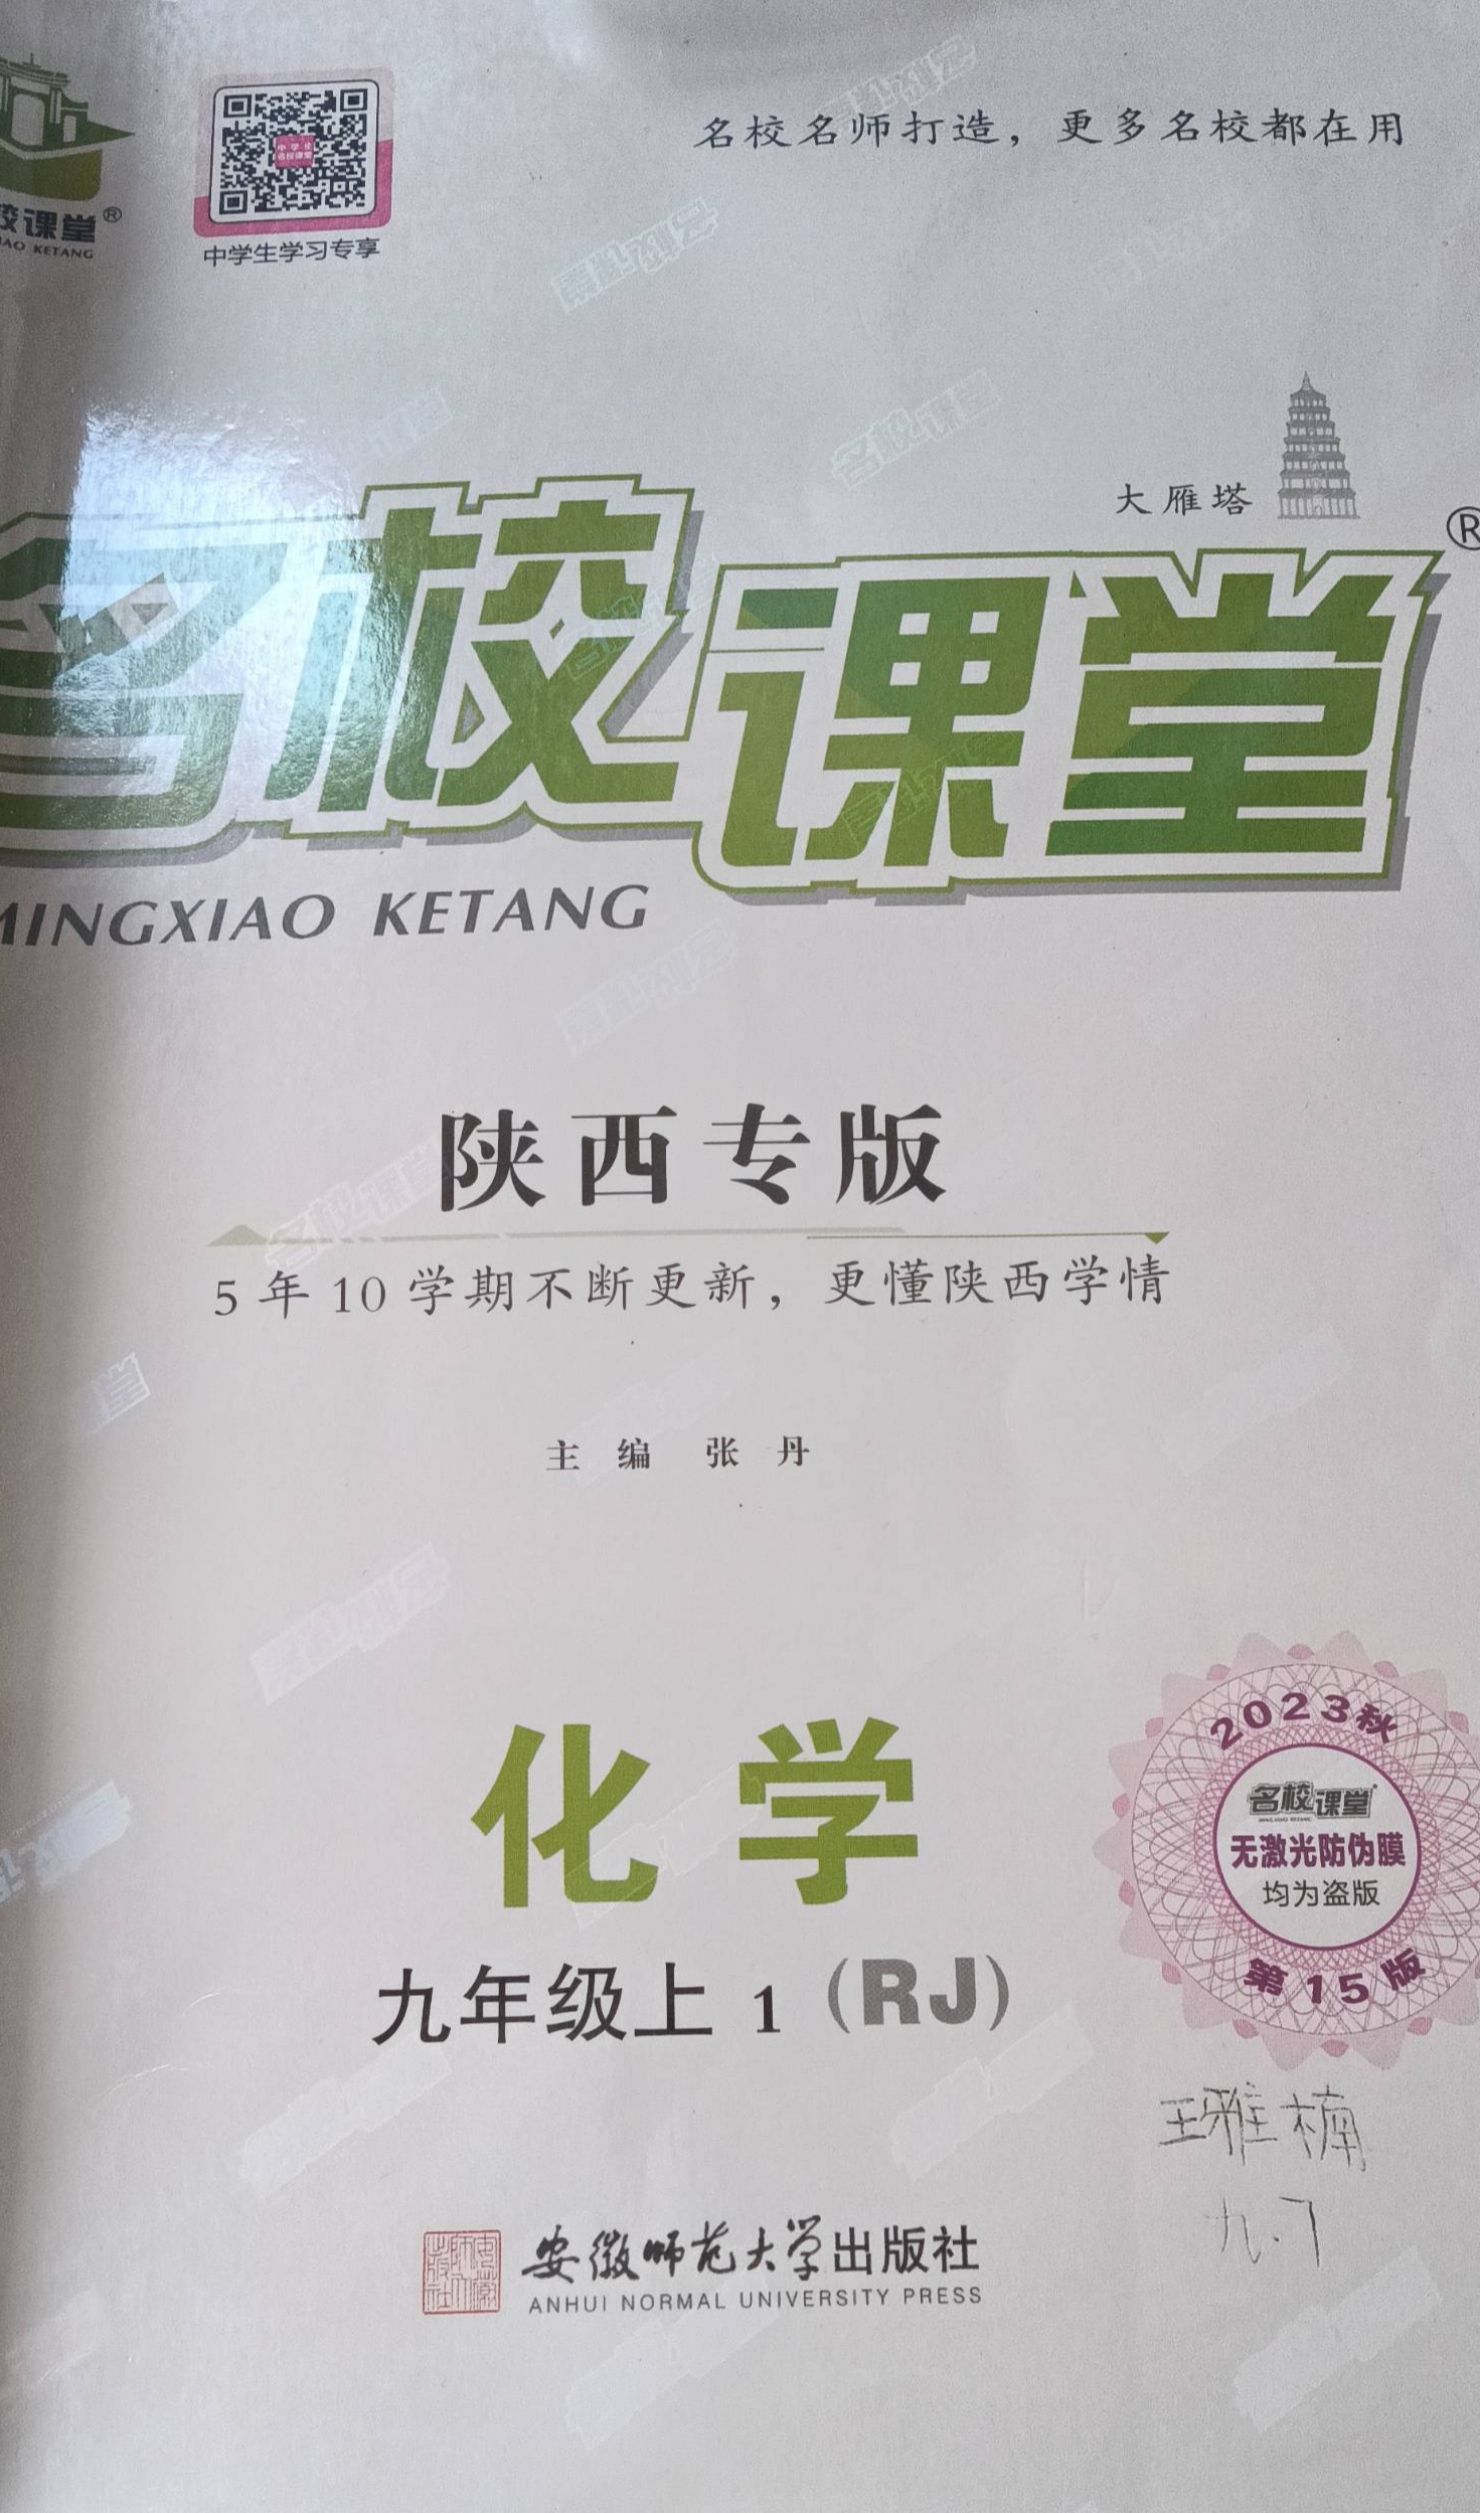 名校名师打造，更多名校都在用
校课堂®
KETANG
中学生学习专享
大雁塔
名校课堂®
MINGXIAO KETANG
陕西专版
5年10学期不断更新，更懂陕西学情
主编 张丹
化学
九年级上 1 (RJ)
2023秋
名校课堂
无激光防伪膜
均为盗版
第15版
王雅楠
九.7
安徽师范大学出版社
ANHUI NORMAL UNIVERSITY PRESS